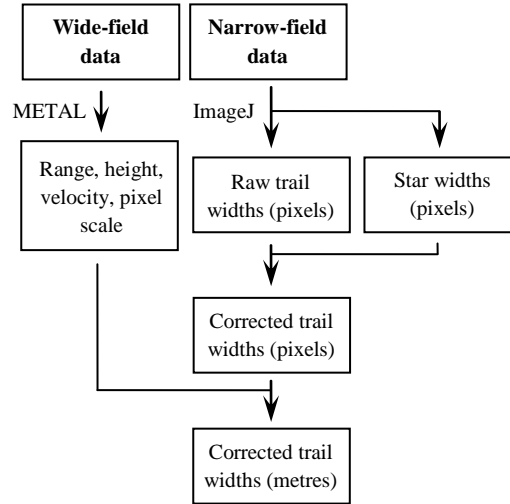 Wide-field
data
Narrow-field
data
METAL
ImageJ
Range, height,
velocity, pixel
scale
Raw trail
widths (pixels)
Star widths
(pixels)
Corrected trail
widths (pixels)
Corrected trail
widths (metres)